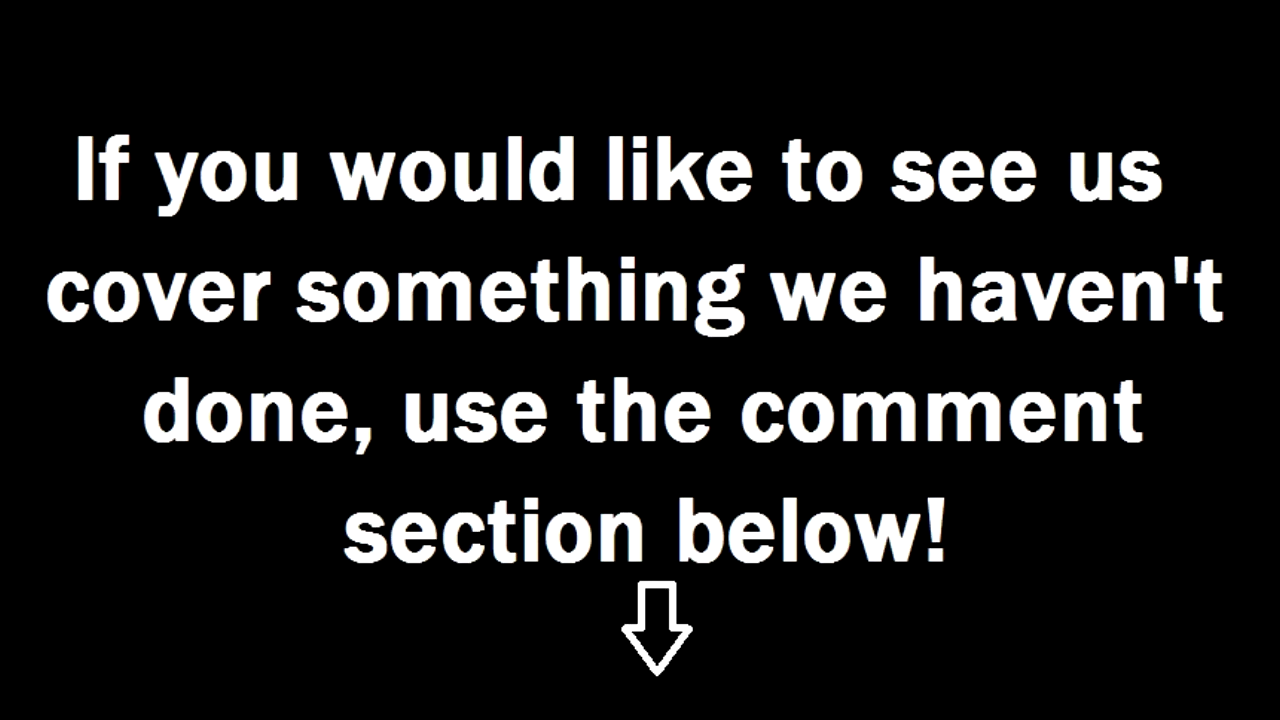 If you would like to see us
cover something we haven't
done, use the comment
section below!